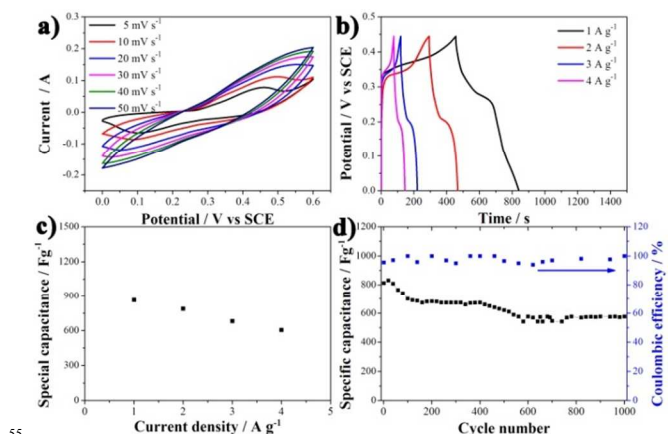 a)
5 mV s-1
10 mV s-1
20 mV s-1
30 mV s-1
40 mV s-1
50 mV s-1
0.3
0.2
0.1
0.0
-0.1
-0.2
Current / A
0.0 0.1 0.2 0.3 0.4 0.5 0.6
Potential / V vs SCE
b)
1 A g-1
2 A g-1
3 A g-1
4 A g-1
0.6
0.4
0.2
0.0
Potential / V vs SCE
0 200 400 600 800 1000 1200 1400
Time / s
c)
1500
1200
900
600
300
0
Special capacitance / Fg-1
0 1 2 3 4 5
Current density / A g-1
d)
1200
1000
800
600
400
200
0
Specific capacitance / Fg-1
120
100
80
60
40
20
0
Coulombic efficiency / %
0 200 400 600 800 1000
Cycle number
55